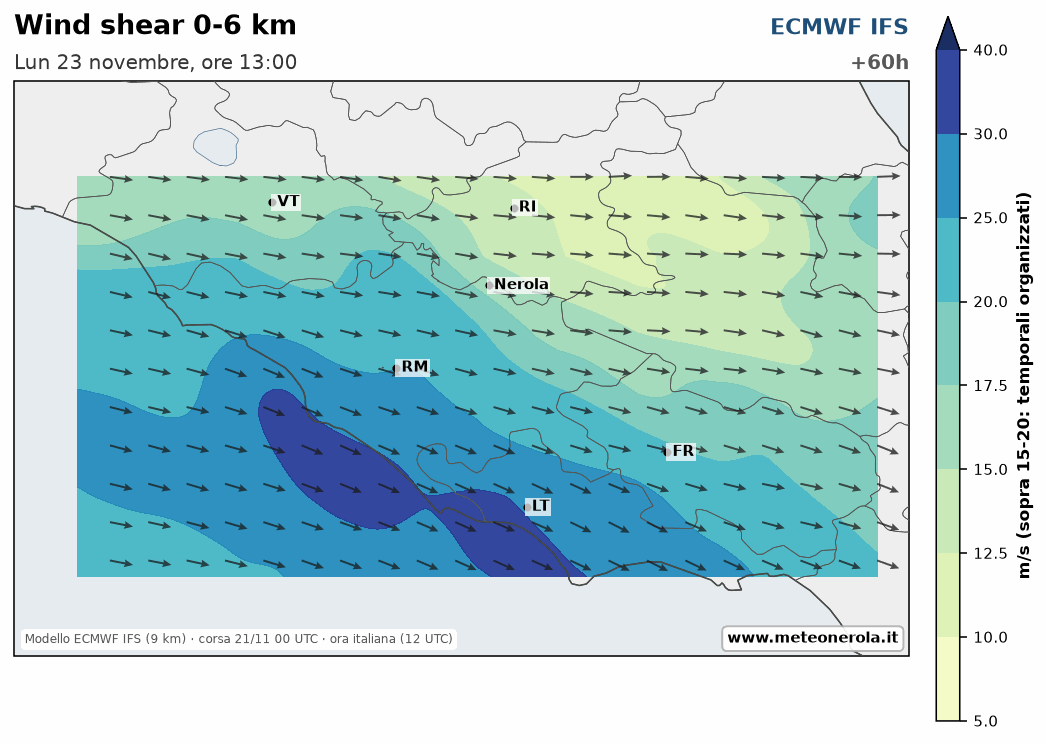 Wind shear 0-6 km
ECMWF IFS
Lun 23 novembre, ore 13:00
+60h
VT
RI
Nerola
RM
FR
LT
40.0
30.0
25.0
20.0
17.5
15.0
12.5
10.0
5.0
m/s (sopra 15-20: temporali organizzati)
Modello ECMWF IFS (9 km) · corsa 21/11 00 UTC · ora italiana (12 UTC)
www.meteonerola.it